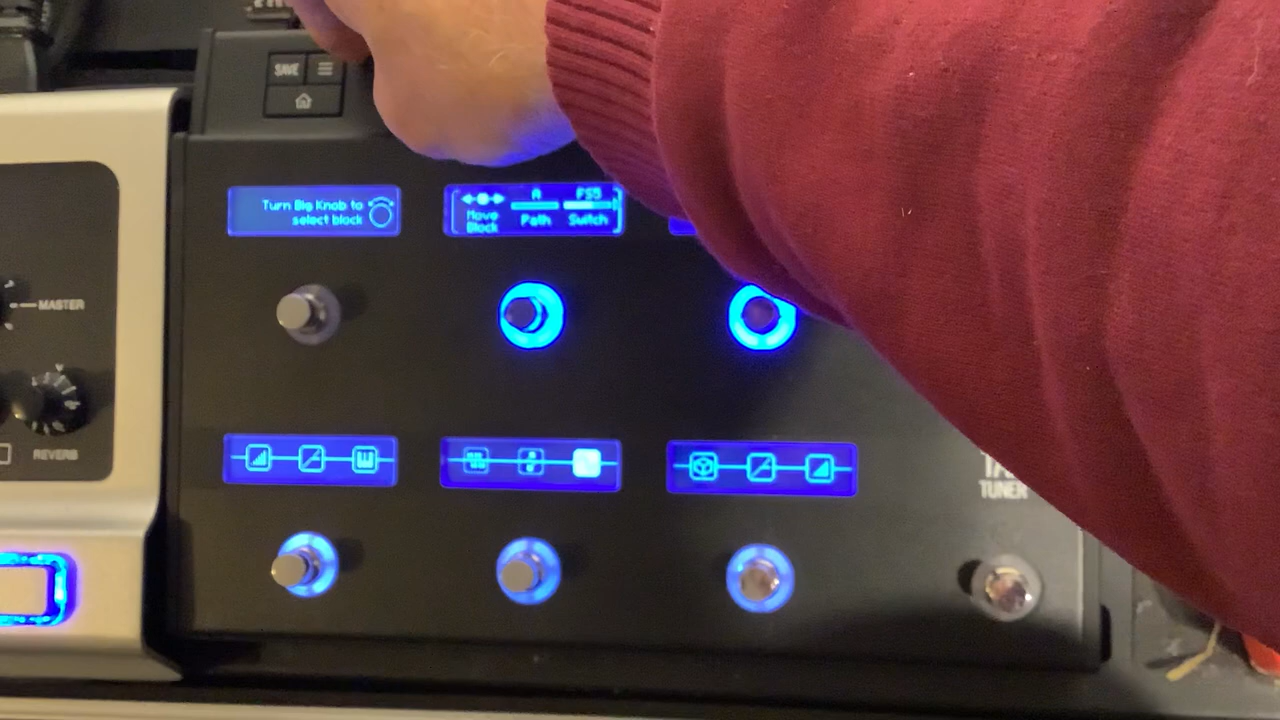 SAVE
Turn Big Knob to
select block
A
FS5
Move
Block
Path
Switch
MASTER
REVERB
TUNER